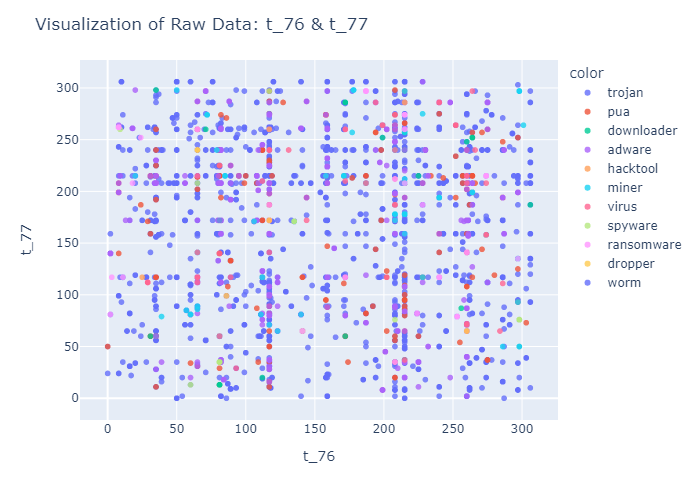 Visualization of Raw Data: t_76 & t_77
color
trojan
pua
downloader
adware
hacktool
miner
virus
spyware
ransomware
dropper
worm
t_77
300
250
200
150
100
50
0
0 50 100 150 200 250 300
t_76